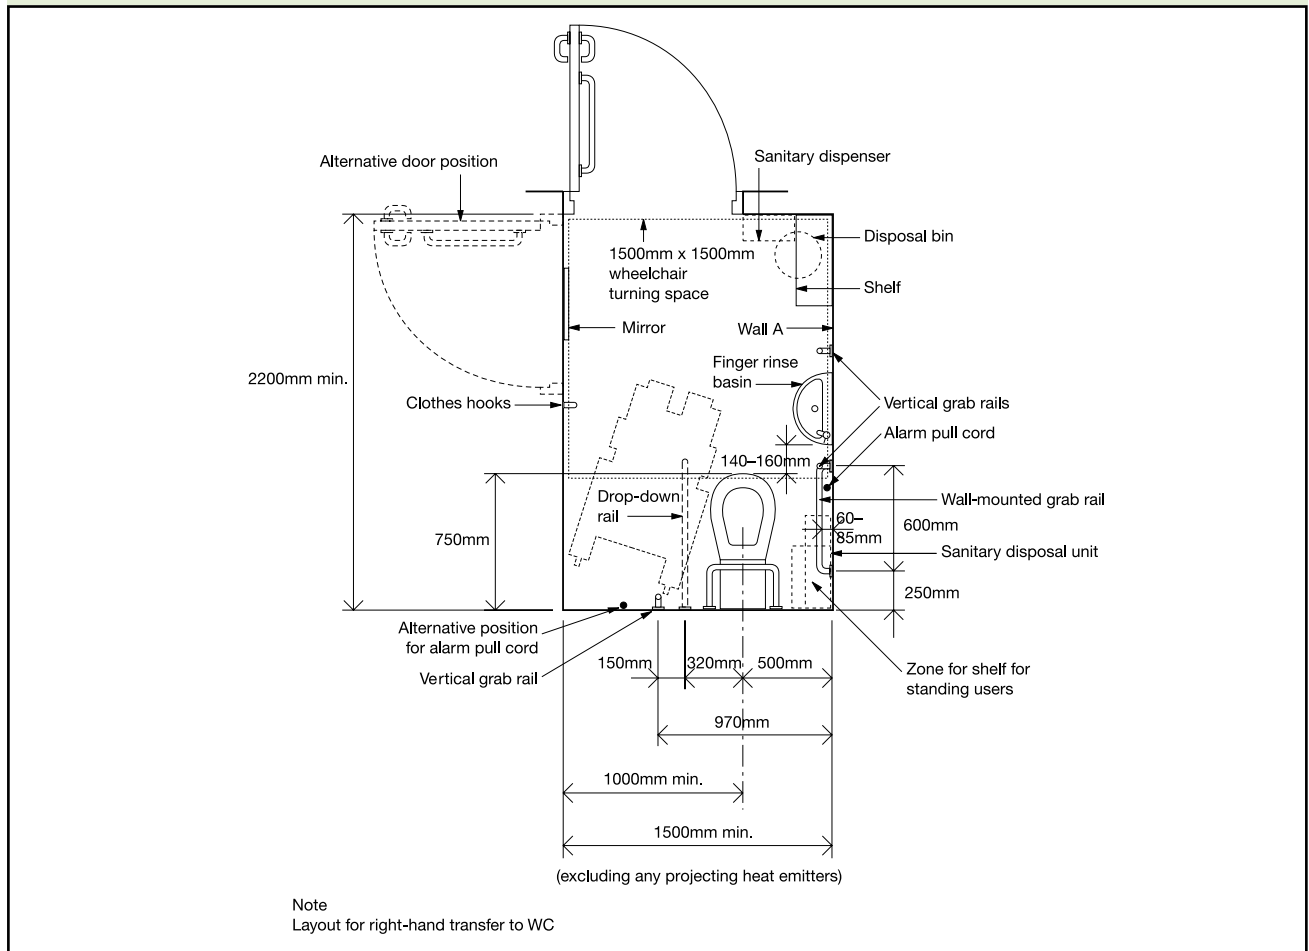 Alternative door position
Sanitary dispenser
Disposal bin
1500mm x 1500mm
wheelchair
turning space
Shelf
Mirror
Wall A
Finger rinse
basin
2200mm min.
Clothes hooks
Vertical grab rails
Alarm pull cord
140–160mm
Drop-down
rail
Wall-mounted grab rail
60–
85mm
600mm
750mm
Sanitary disposal unit
250mm
Alternative position
for alarm pull cord
Vertical grab rail
150mm
320mm
500mm
Zone for shelf for
standing users
970mm
1000mm min.
1500mm min.
(excluding any projecting heat emitters)
Note
Layout for right-hand transfer to WC